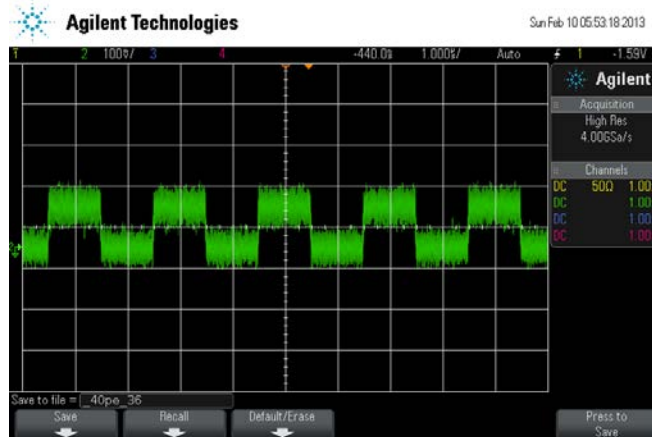 Agilent Technologies
Sun Feb 10 05:53:18 2013
1 2 100V/ 3 4 -440.0s 1.000s/ Auto 1 -1.59V
Agilent
Acquisition
High Res
4.00GSa/s
Channels
DC 50Ω 1.00
DC 1.00
DC 1.00
DC 1.00
Save to file = _40pe_36
Save
Recall
Default/Erase
Press to
Save